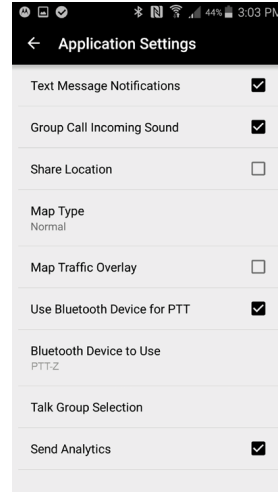 44% 3:03 PM
Application Settings
Text Message Notifications
Group Call Incoming Sound
Share Location
Map Type
Normal
Map Traffic Overlay
Use Bluetooth Device for PTT
Bluetooth Device to Use
PTT-Z
Talk Group Selection
Send Analytics